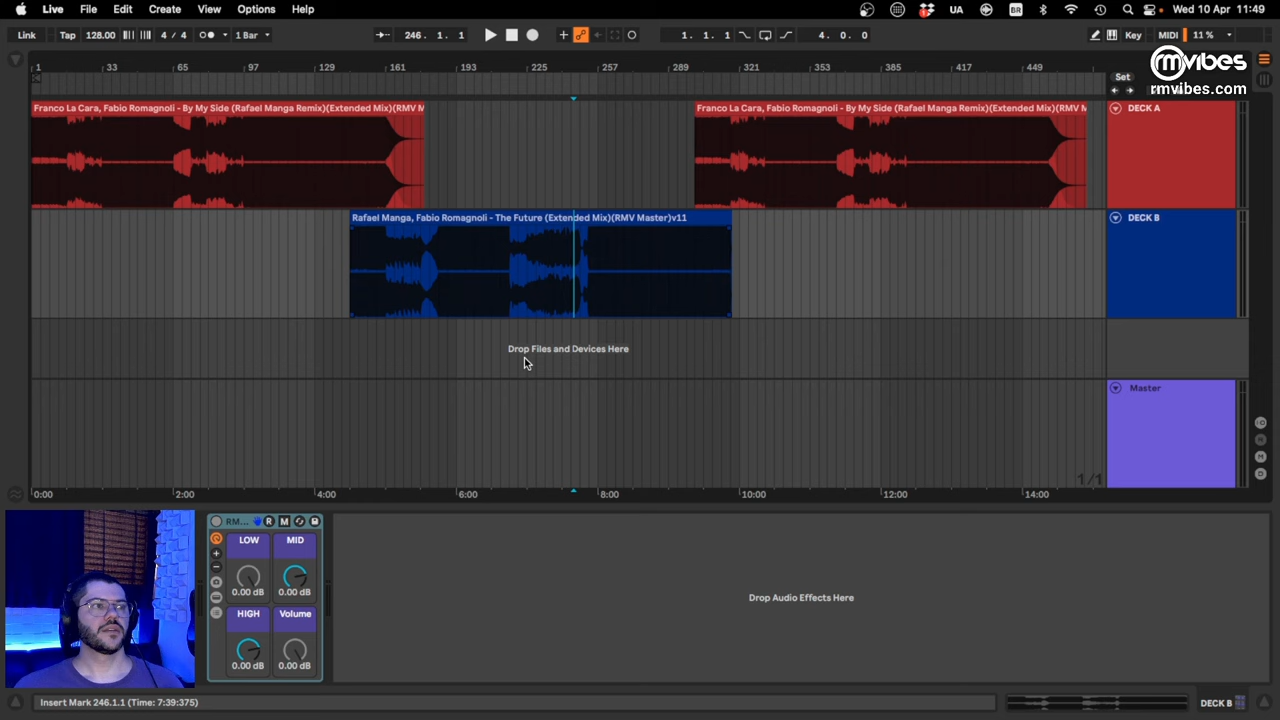 Live File Edit Create View Options Help
UA
BR
Wed 10 Apr 11:49
Link Tap 128.00 4 / 4 1 Bar
246. 1. 1
1. 1. 1
4. 0. 0
Key MIDI 11 %
rmvibes
rmvibes.com
1 33 65 97 129 161 193 225 257 289 321 353 385 417 449
Set
Franco La Cara, Fabio Romagnoli - By My Side (Rafael Manga Remix)(Extended Mix)(RMV M
Franco La Cara, Fabio Romagnoli - By My Side (Rafael Manga Remix)(Extended Mix)(RMV M
DECK A
Rafael Manga, Fabio Romagnoli - The Future (Extended Mix)(RMV Master)v11
DECK B
Drop Files and Devices Here
Master
1/1
0:00 2:00 4:00 6:00 8:00 10:00 12:00 14:00
RM... R M
LOW MID
0.00 dB 0.00 dB
HIGH Volume
0.00 dB 0.00 dB
Drop Audio Effects Here
Insert Mark 246.1.1 (Time: 7:39:375)
DECK B